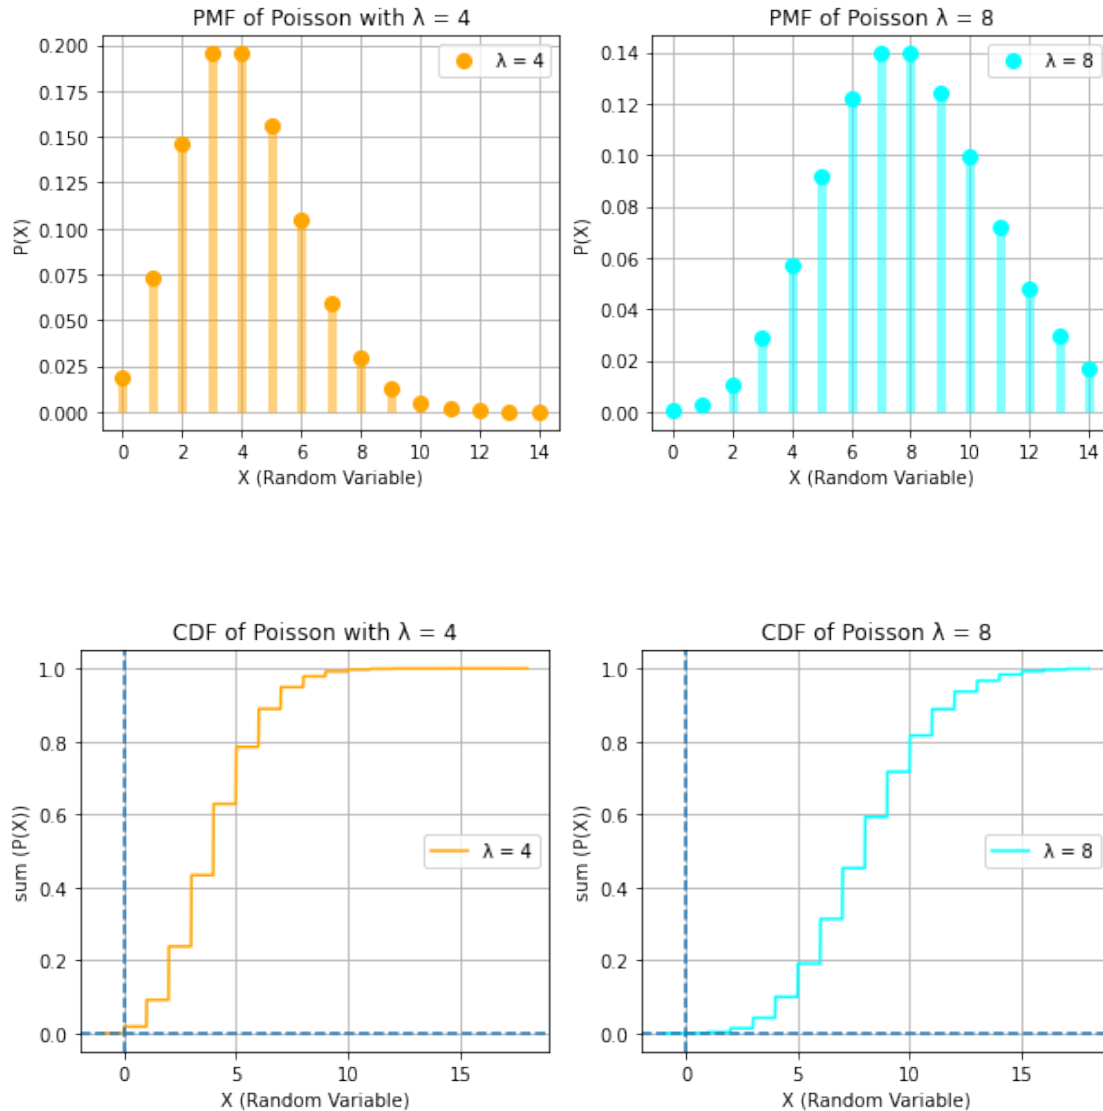 PMF of Poisson with λ = 4
λ = 4
0.200
0.175
0.150
0.125
0.100
0.075
0.050
0.025
0.000
P(X)
0 2 4 6 8 10 12 14
X (Random Variable)
PMF of Poisson λ = 8
λ = 8
0.14
0.12
0.10
0.08
0.06
0.04
0.02
0.00
P(X)
0 2 4 6 8 10 12 14
X (Random Variable)
CDF of Poisson with λ = 4
1.0
0.8
0.6
0.4
0.2
0.0
sum (P(X))
λ = 4
0 5 10 15
X (Random Variable)
CDF of Poisson λ = 8
1.0
0.8
0.6
0.4
0.2
0.0
sum (P(X))
λ = 8
0 5 10 15
X (Random Variable)